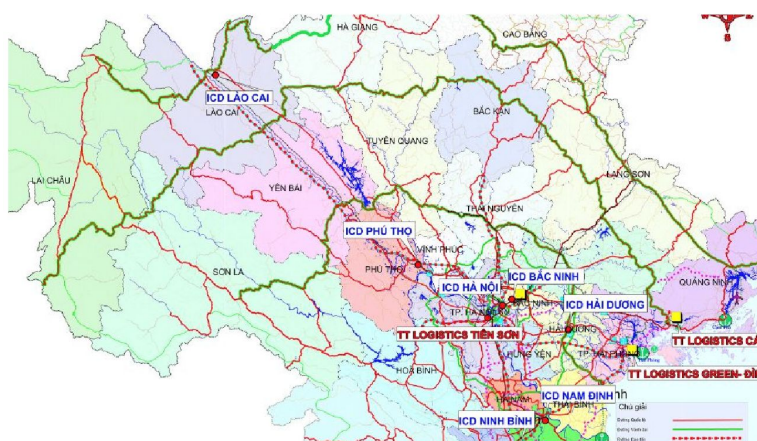 HÀ GIANG
CAO BẰNG
S
ICD LÀO CAI
LÀO CAI
BẮC KẠN
TUYÊN QUANG
LAI CHÂU
YÊN BÁI
LẠNG SƠN
THÁI NGUYÊN
ICD PHÚ THỌ
VĨNH PHÚC
PHÚ THỌ
SƠN LA
ICD BẮC NINH
QUẢNG NINH
ICD HÀ NỘI
ICD HẢI DƯƠNG
TT LOGISTICS TIÊN SƠN
TT LOGISTICS CÁ
HƯNG YÊN
HOÀ BÌNH
TT LOGISTICS GREEN- ĐÌ
HÀ NAM
THÁI BÌNH
ICD NAM ĐỊNH
ICD NINH BÌNH
Chú giải